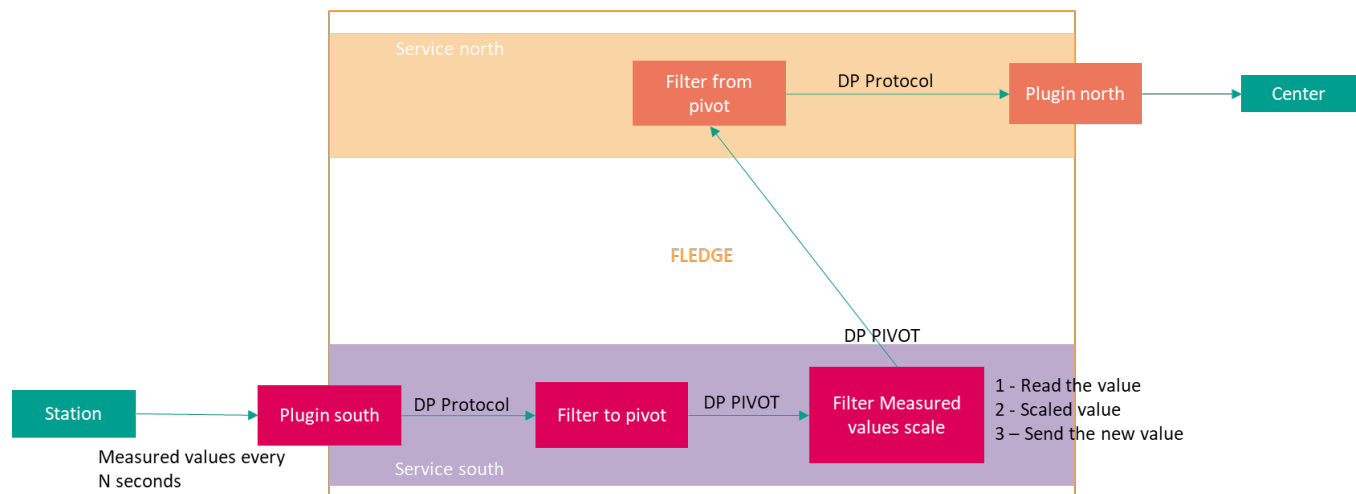 Service north
Filter from
pivot
DP Protocol
Plugin north
Center
FLEDGE
DP PIVOT
Station
Plugin south
DP Protocol
Filter to pivot
DP PIVOT
Filter Measured
values scale
1 - Read the value
2 - Scaled value
3 – Send the new value
Measured values every
N seconds
Service south